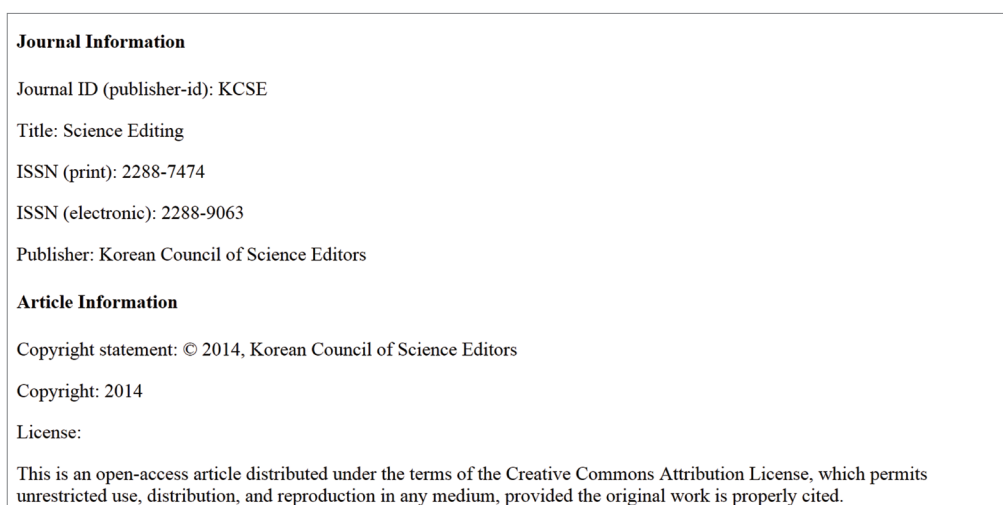 Journal Information
Journal ID (publisher-id): KCSE
Title: Science Editing
ISSN (print): 2288-7474
ISSN (electronic): 2288-9063
Publisher: Korean Council of Science Editors
Article Information
Copyright statement: © 2014, Korean Council of Science Editors
Copyright: 2014
License:
This is an open-access article distributed under the terms of the Creative Commons Attribution License, which permits
unrestricted use, distribution, and reproduction in any medium, provided the original work is properly cited.